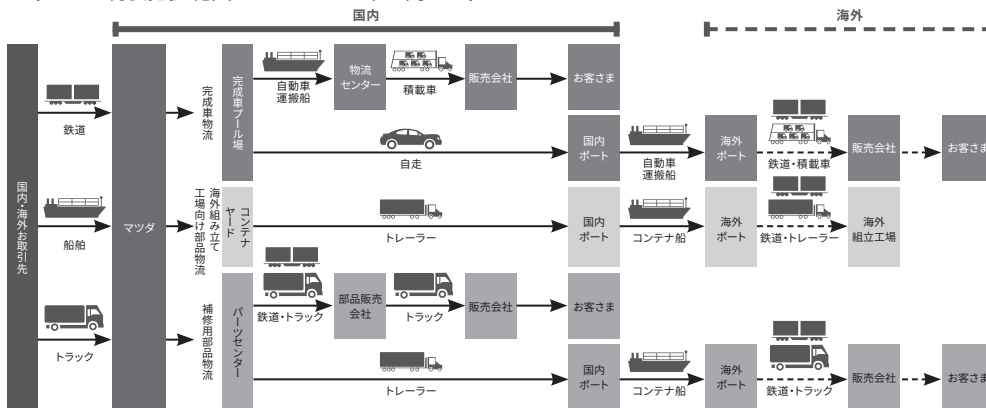 国内
海外
国内・海外お取引先
鉄道
船舶
トラック
マツダ
完成車物流
完成車プール場
自動車
運搬船
物流
センター
積載車
販売会社
お客さま
自走
国内
ポート
自動車
運搬船
海外
ポート
鉄道・積載車
販売会社
お客さま
海外組み立て
工場向け部品物流
コンテナ
ヤード
トレーラー
国内
ポート
コンテナ船
海外
ポート
鉄道・トレーラー
海外
組立工場
補修用部品物流
パーツセンター
鉄道・トラック
部品販売
会社
トラック
販売会社
お客さま
トレーラー
国内
ポート
コンテナ船
海外
ポート
鉄道・トラック
販売会社
お客さま